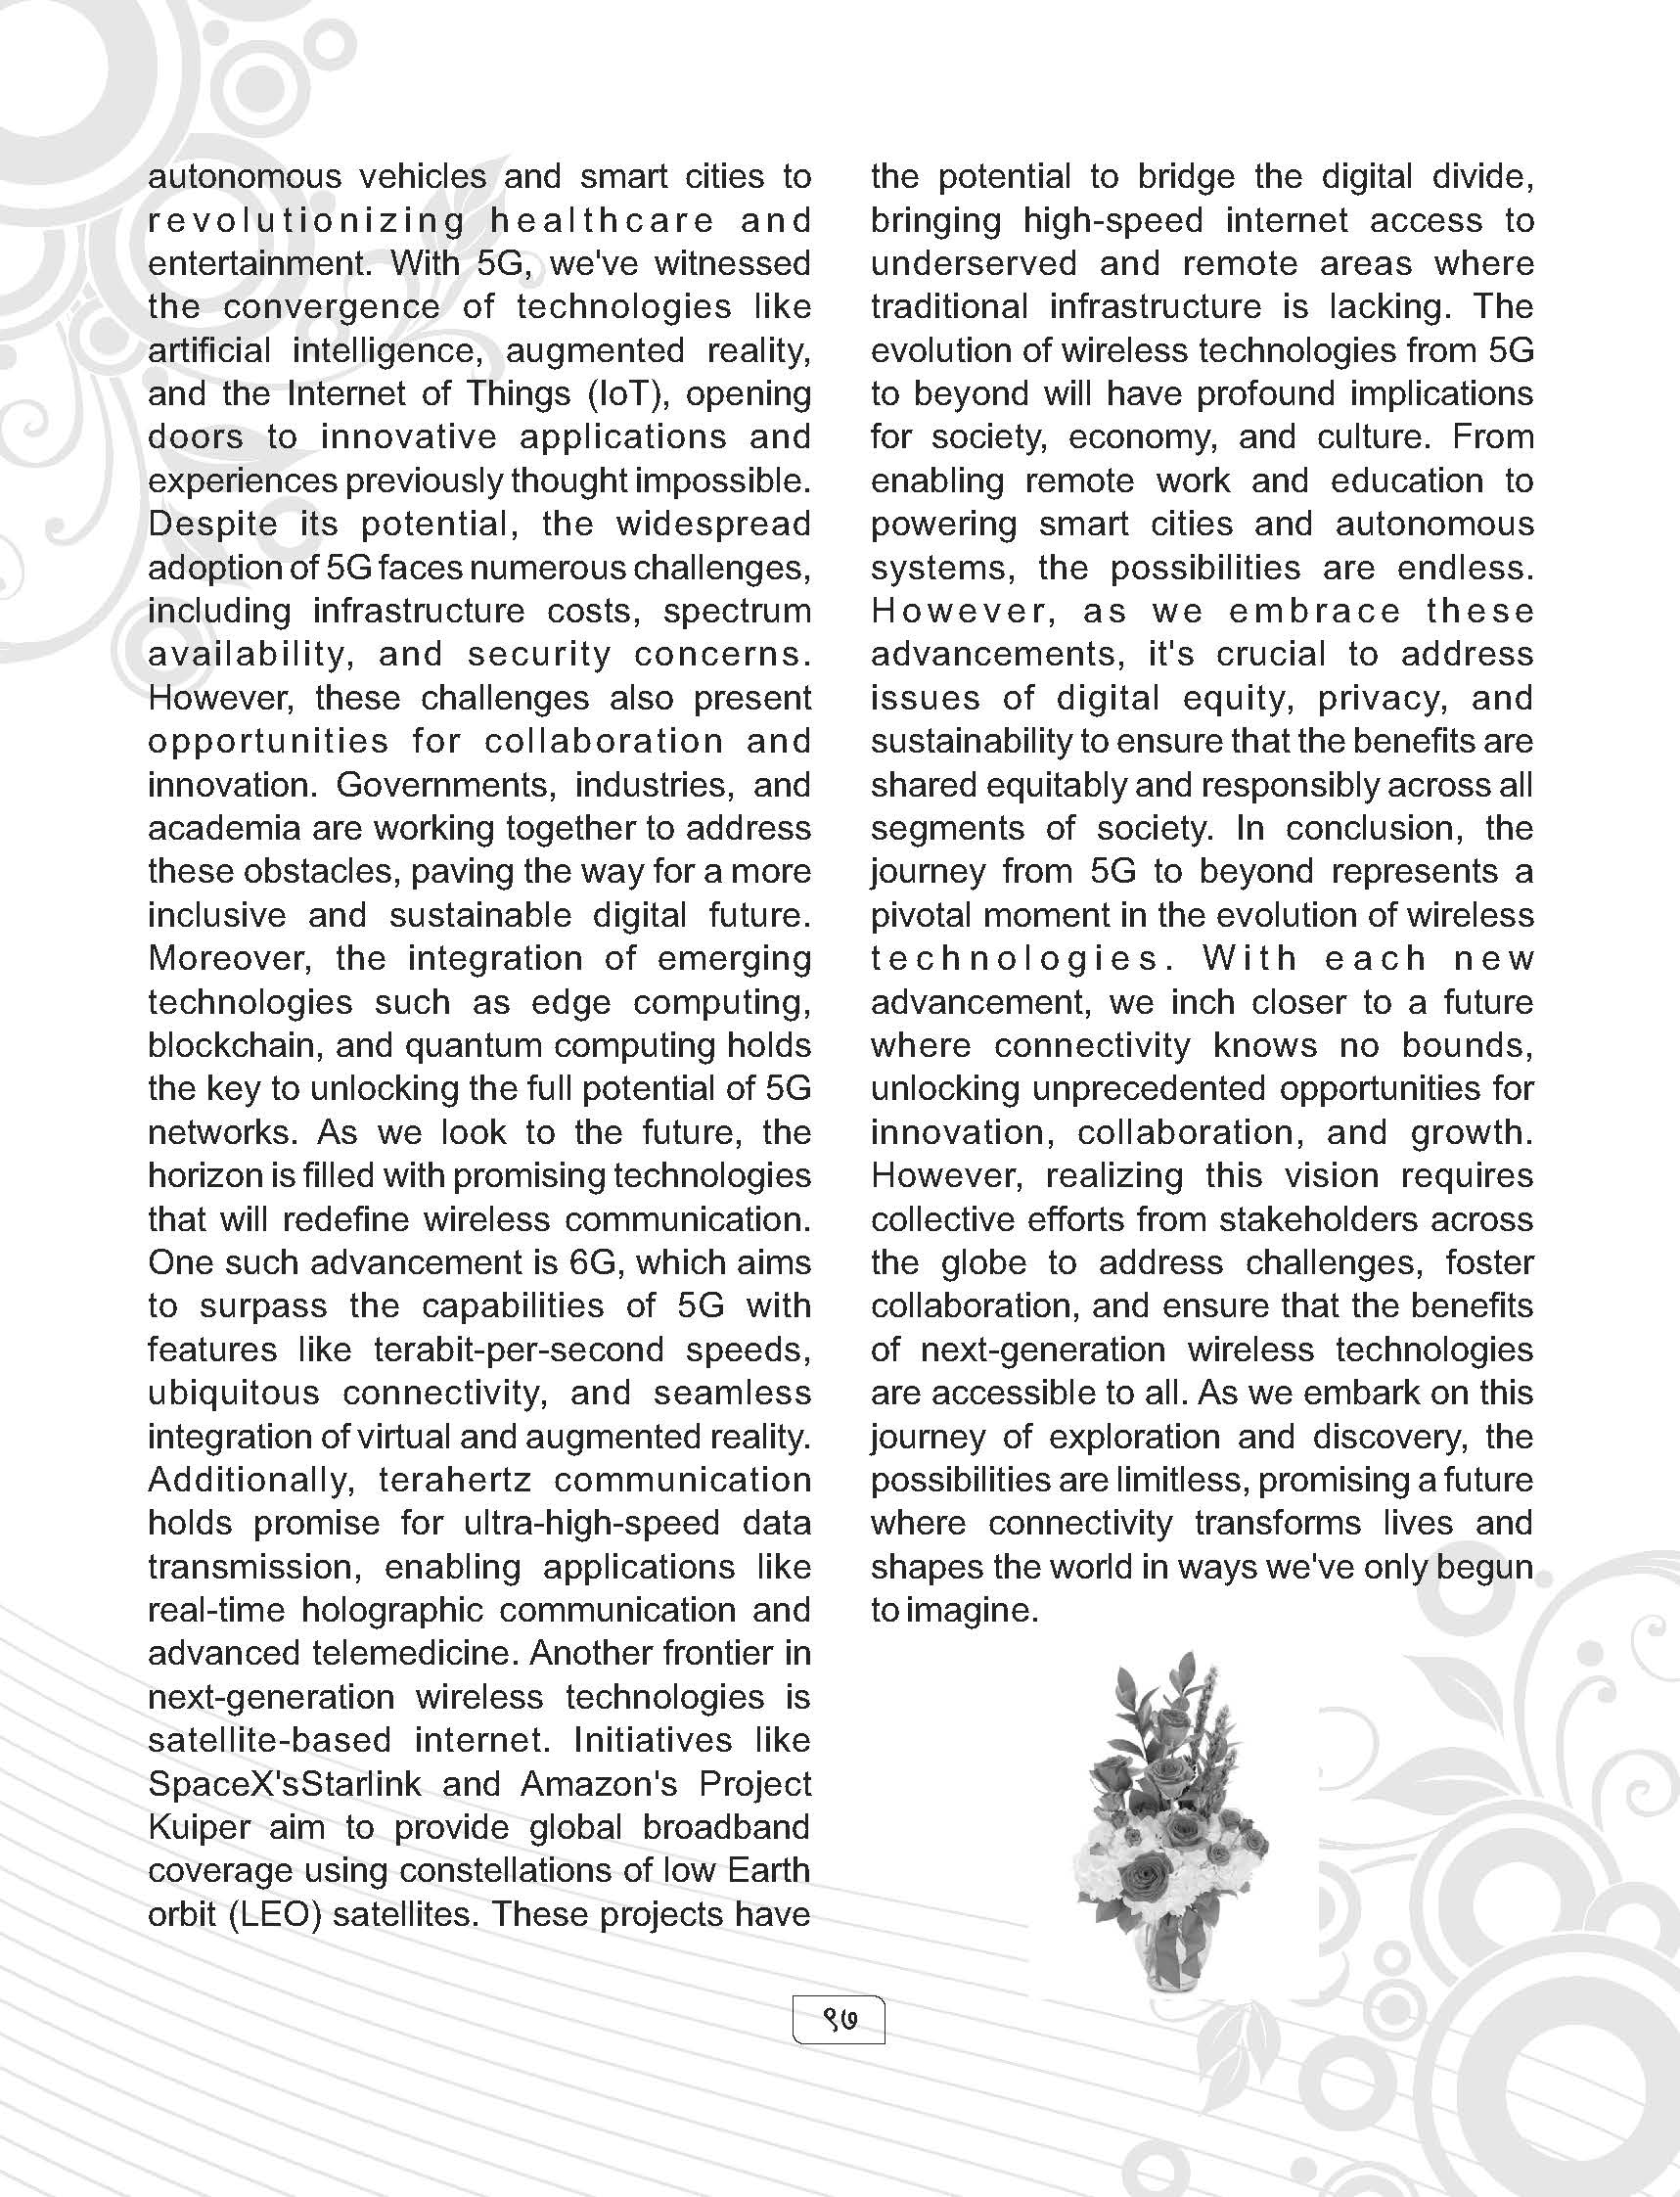 autonomous vehicles and smart cities to
revolutionizing healthcare and
entertainment. With 5G, we've witnessed
the convergence of technologies like
artificial intelligence, augmented reality,
and the Internet of Things (IoT), opening
doors to innovative applications and
experiences previously thought impossible.
Despite its potential, the widespread
adoption of 5G faces numerous challenges,
including infrastructure costs, spectrum
availability, and security concerns.
However, these challenges also present
opportunities for collaboration and
innovation. Governments, industries, and
academia are working together to address
these obstacles, paving the way for a more
inclusive and sustainable digital future.
Moreover, the integration of emerging
technologies such as edge computing,
blockchain, and quantum computing holds
the key to unlocking the full potential of 5G
networks. As we look to the future, the
horizon is filled with promising technologies
that will redefine wireless communication.
One such advancement is 6G, which aims
to surpass the capabilities of 5G with
features like terabit-per-second speeds,
ubiquitous connectivity, and seamless
integration of virtual and augmented reality.
Additionally, terahertz communication
holds promise for ultra-high-speed data
transmission, enabling applications like
real-time holographic communication and
advanced telemedicine. Another frontier in
next-generation wireless technologies is
satellite-based internet. Initiatives like
SpaceX'sStarlink and Amazon's Project
Kuiper aim to provide global broadband
coverage using constellations of low Earth
orbit (LEO) satellites. These projects have
the potential to bridge the digital divide,
bringing high-speed internet access to
underserved and remote areas where
traditional infrastructure is lacking. The
evolution of wireless technologies from 5G
to beyond will have profound implications
for society, economy, and culture. From
enabling remote work and education to
powering smart cities and autonomous
systems, the possibilities are endless.
However, as we embrace these
advancements, it's crucial to address
issues of digital equity, privacy, and
sustainability to ensure that the benefits are
shared equitably and responsibly across all
segments of society. In conclusion, the
journey from 5G to beyond represents a
pivotal moment in the evolution of wireless
technologies. With each new
advancement, we inch closer to a future
where connectivity knows no bounds,
unlocking unprecedented opportunities for
innovation, collaboration, and growth.
However, realizing this vision requires
collective efforts from stakeholders across
the globe to address challenges, foster
collaboration, and ensure that the benefits
of next-generation wireless technologies
are accessible to all. As we embark on this
journey of exploration and discovery, the
possibilities are limitless, promising a future
where connectivity transforms lives and
shapes the world in ways we've only begun
to imagine.
९७